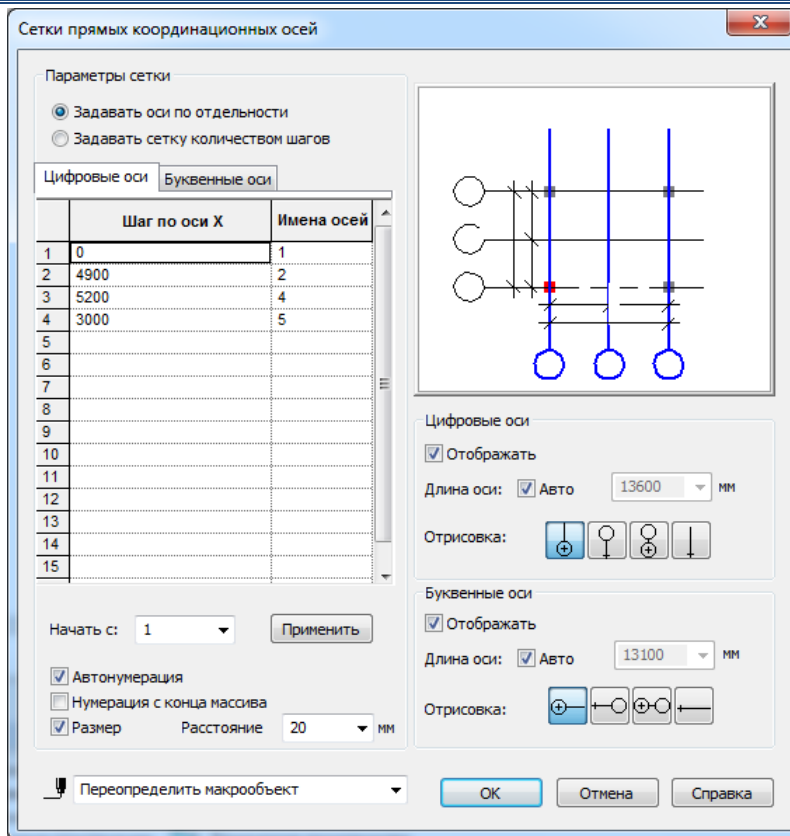 Сетки прямых координационных осей
Параметры сетки
Задавать оси по отдельности
Задавать сетку количеством шагов
Цифровые оси Буквенные оси
Шаг по оси X Имена осей
1 0 1
2 4900 2
3 5200 4
4 3000 5
5
6
7
8
9
10
11
12
13
14
15
Начать с: 1 Применить
Автонумерация
Нумерация с конца массива
Размер Расстояние 20 мм
Цифровые оси
Отображать
Длина оси: Авто 13600 мм
Отрисовка:
Буквенные оси
Отображать
Длина оси: Авто 13100 мм
Отрисовка:
Переопределить макрообъект ОК Отмена Справка